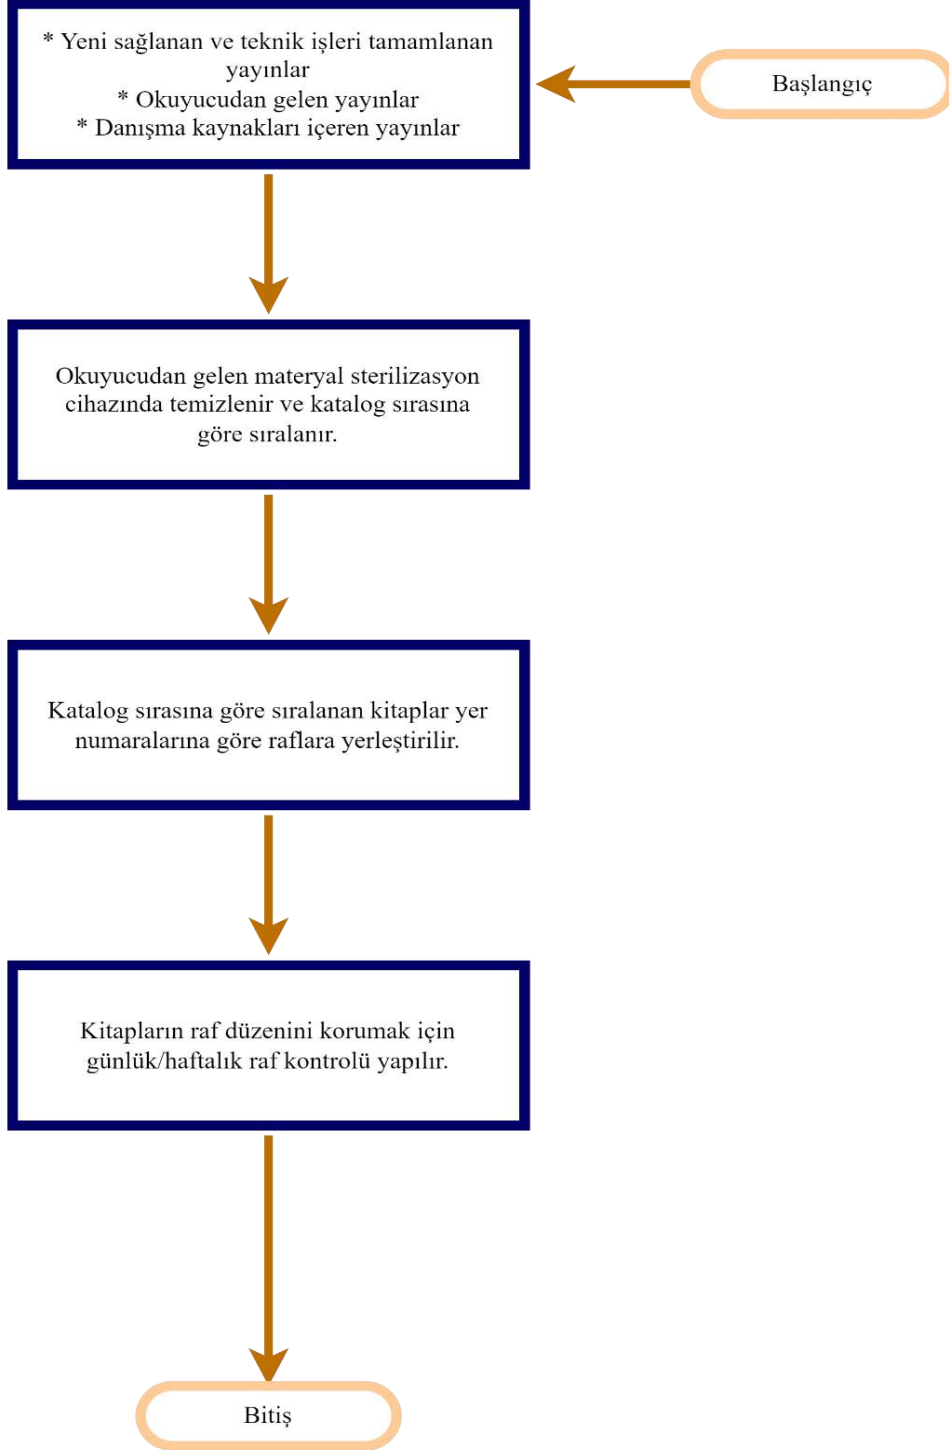 Başlangıç
* Yeni sağlanan ve teknik işleri tamamlanan
yayınlar
* Okuyucudan gelen yayınlar
* Danışma kaynakları içeren yayınlar
Okuyucudan gelen materyal sterilizasyon
cihazında temizlenir ve katalog sırasına
göre sıralanır.
Katalog sırasına göre sıralanan kitaplar yer
numaralarına göre raflara yerleştirilir.
Kitapların raf düzenini korumak için
günlük/haftalık raf kontrolü yapılır.
Bitiş